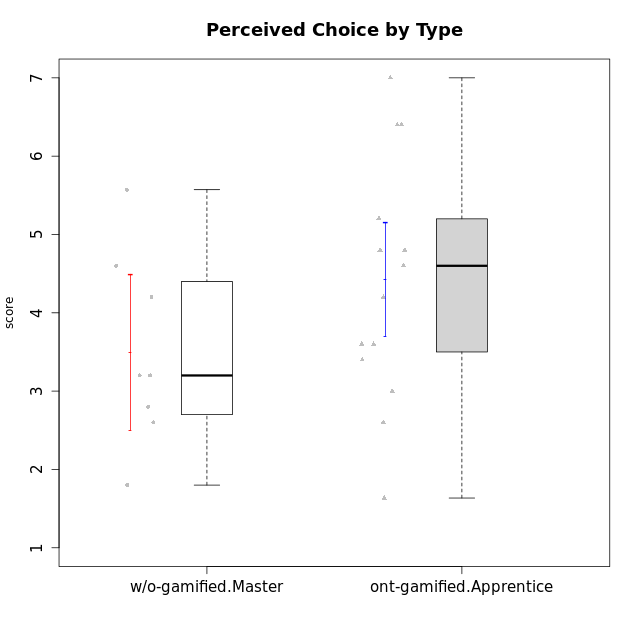 Perceived Choice by Type
score
7
6
5
4
3
2
1
w/o-gamified.Master
ont-gamified.Apprentice